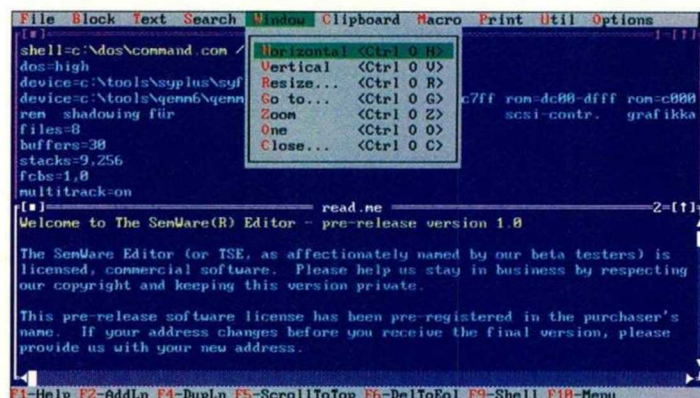 File Block Text Search Window Clipboard Macro Print Util Options
[■] 1-[↑]
shell=c:\dos\command.com /
dos=high
device=c:\tools\syplus\syf
device=c:\tools\qemm6\qemm c7ff rom=dc00-dfff rom=c000
rem shadowing für scsi-contr. grafikka
files=8
buffers=30
stacks=9,256
fcbs=1,0
multitrack=on
Horizontal <Ctrl O H>
Vertical <Ctrl O V>
Resize... <Ctrl O R>
Go to... <Ctrl O G>
Zoom <Ctrl O Z>
One <Ctrl O O>
Close... <Ctrl O C>
[■] read.me 2=[↑]
Welcome to The SemWare(R) Editor - pre-release version 1.0
The SemWare Editor (or TSE, as affectionately named by our beta testers) is
licensed, commercial software. Please help us stay in business by respecting
our copyright and keeping this version private.
This pre-release software license has been pre-registered in the purchaser's
name. If your address changes before you receive the final version, please
provide us with your new address.
F1-Help F2-AddLn F4-DupLn F5-ScrollToTop F6-DelToEol F9-Shell F10-Menu